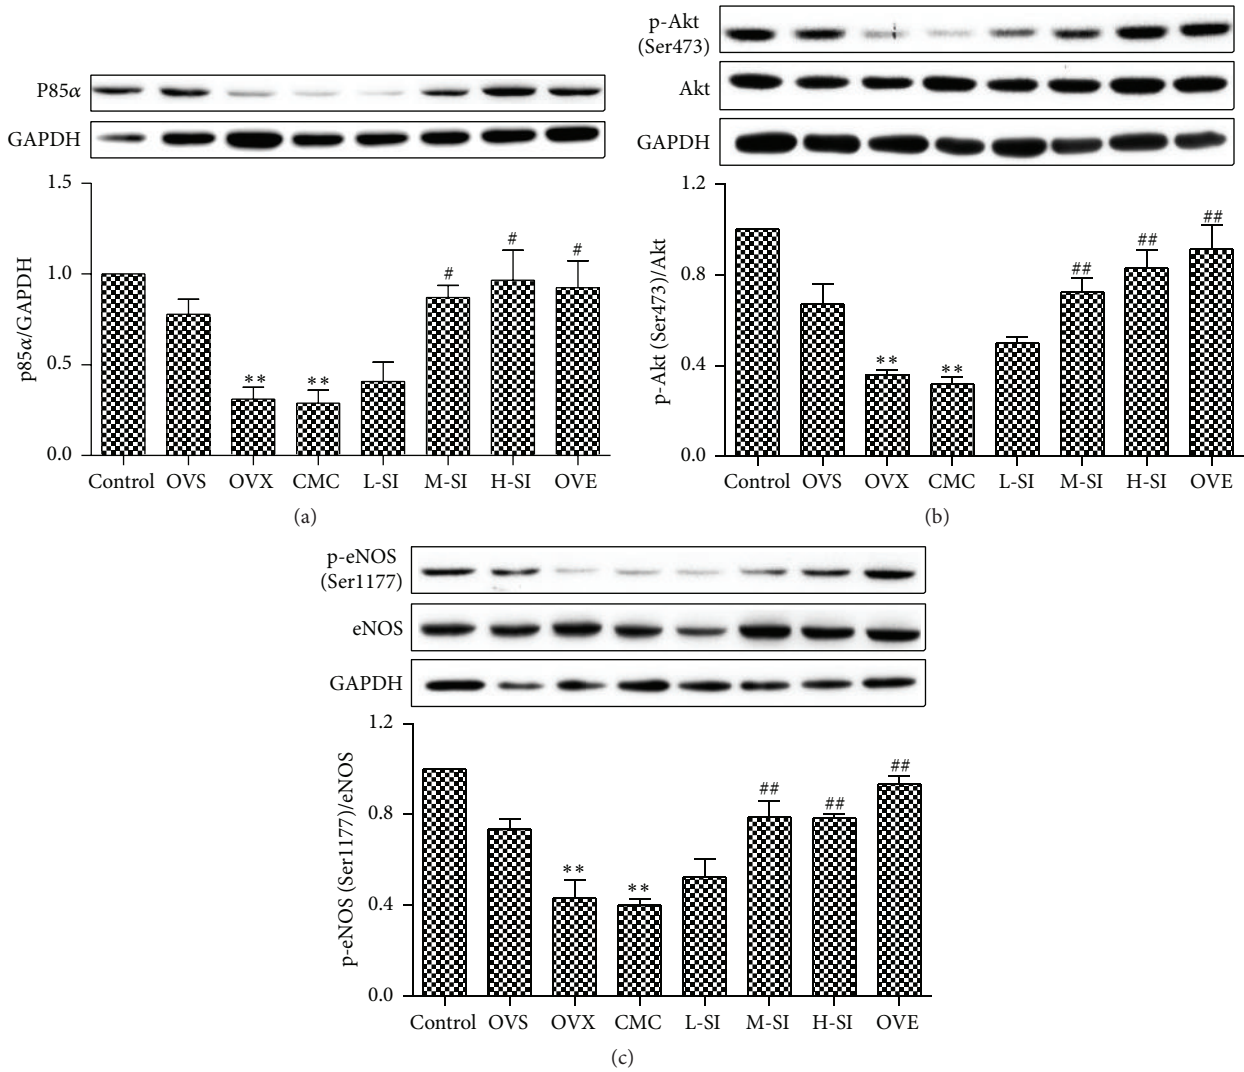 P85α
GAPDH
1.5
1.0
0.5
0.0
p85α/GAPDH
** ** # # #
Control OVS OVX CMC L-SI M-SI H-SI OVE
(a)
p-Akt
(Ser473)
Akt
GAPDH
1.2
0.8
0.4
0.0
p-Akt (Ser473)/Akt
** ** ## ## ##
Control OVS OVX CMC L-SI M-SI H-SI OVE
(b)
p-eNOS
(Ser1177)
eNOS
GAPDH
1.2
0.8
0.4
0.0
p-eNOS (Ser1177)/eNOS
** ** ## ## ##
Control OVS OVX CMC L-SI M-SI H-SI OVE
(c)